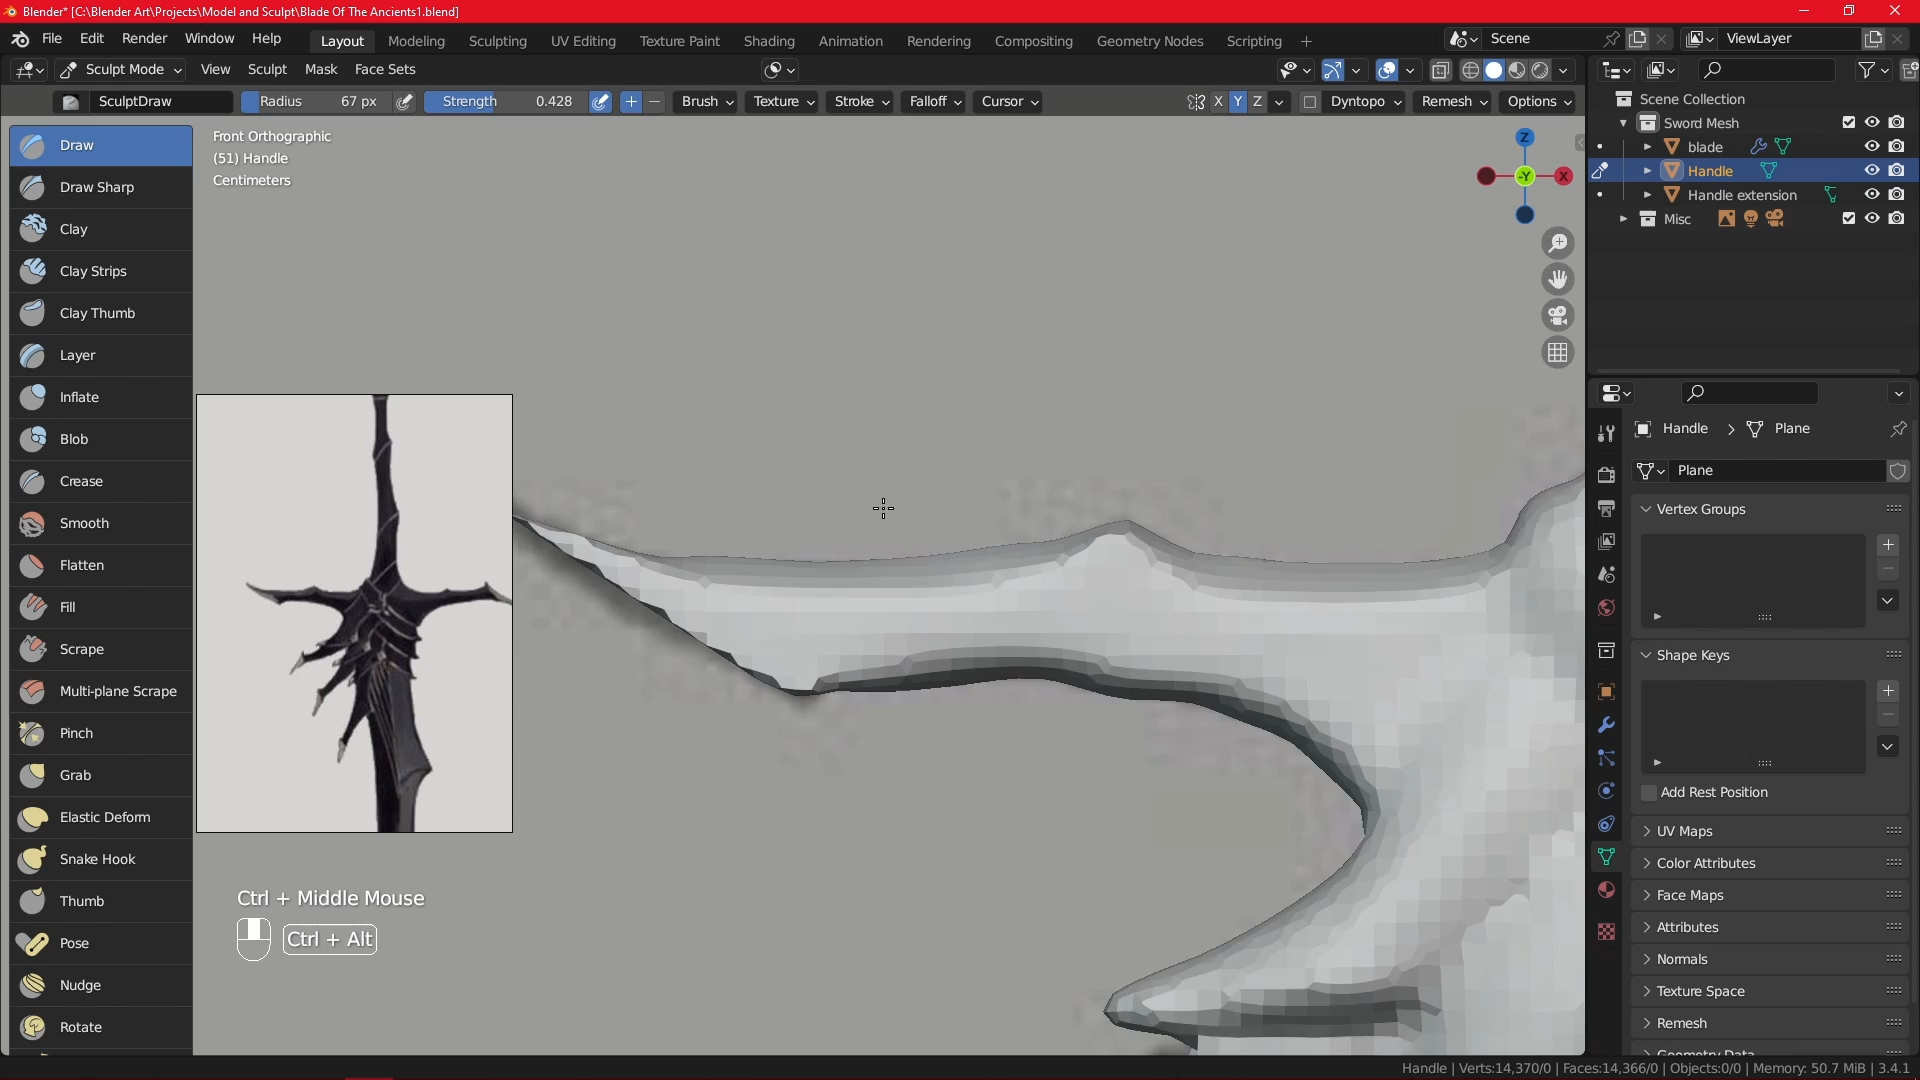 Blender* [C:\Blender Art\Projects\Model and Sculpt\Blade Of The Ancients1.blend]
File Edit Render Window Help
Layout Modeling Sculpting UV Editing Texture Paint Shading Animation Rendering Compositing Geometry Nodes Scripting +
Scene
ViewLayer
Sculpt Mode View Sculpt Mask Face Sets
SculptDraw Radius 67 px Strength 0.428 Brush Texture Stroke Falloff Cursor X Y Z Dyntopo Remesh Options
Draw
Draw Sharp
Clay
Clay Strips
Clay Thumb
Layer
Inflate
Blob
Crease
Smooth
Flatten
Fill
Scrape
Multi-plane Scrape
Pinch
Grab
Elastic Deform
Snake Hook
Thumb
Pose
Nudge
Rotate
Front Orthographic
(51) Handle
Centimeters
Z
-Y
X
Ctrl + Middle Mouse
Ctrl + Alt
Scene Collection
Sword Mesh
blade
Handle
Handle extension
Misc
Handle > Plane
Plane
Vertex Groups
Shape Keys
Add Rest Position
UV Maps
Color Attributes
Face Maps
Attributes
Normals
Texture Space
Remesh
Geometry Data
Handle | Verts:14,370/0 | Faces:14,366/0 | Objects:0/0 | Memory: 50.7 MiB | 3.4.1